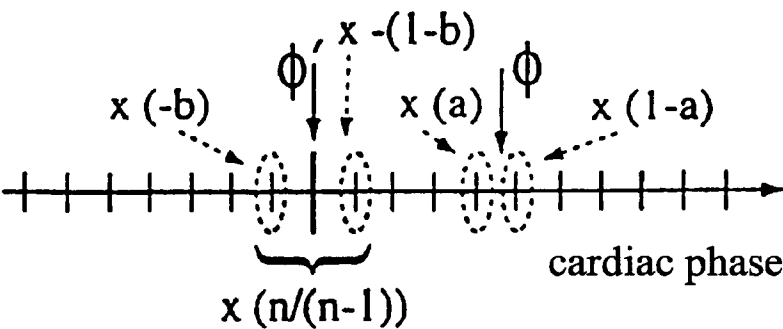 ϕ′ x -(1-b) ϕ
x (-b) x (a) x (1-a)
cardiac phase
x (n/(n-1))